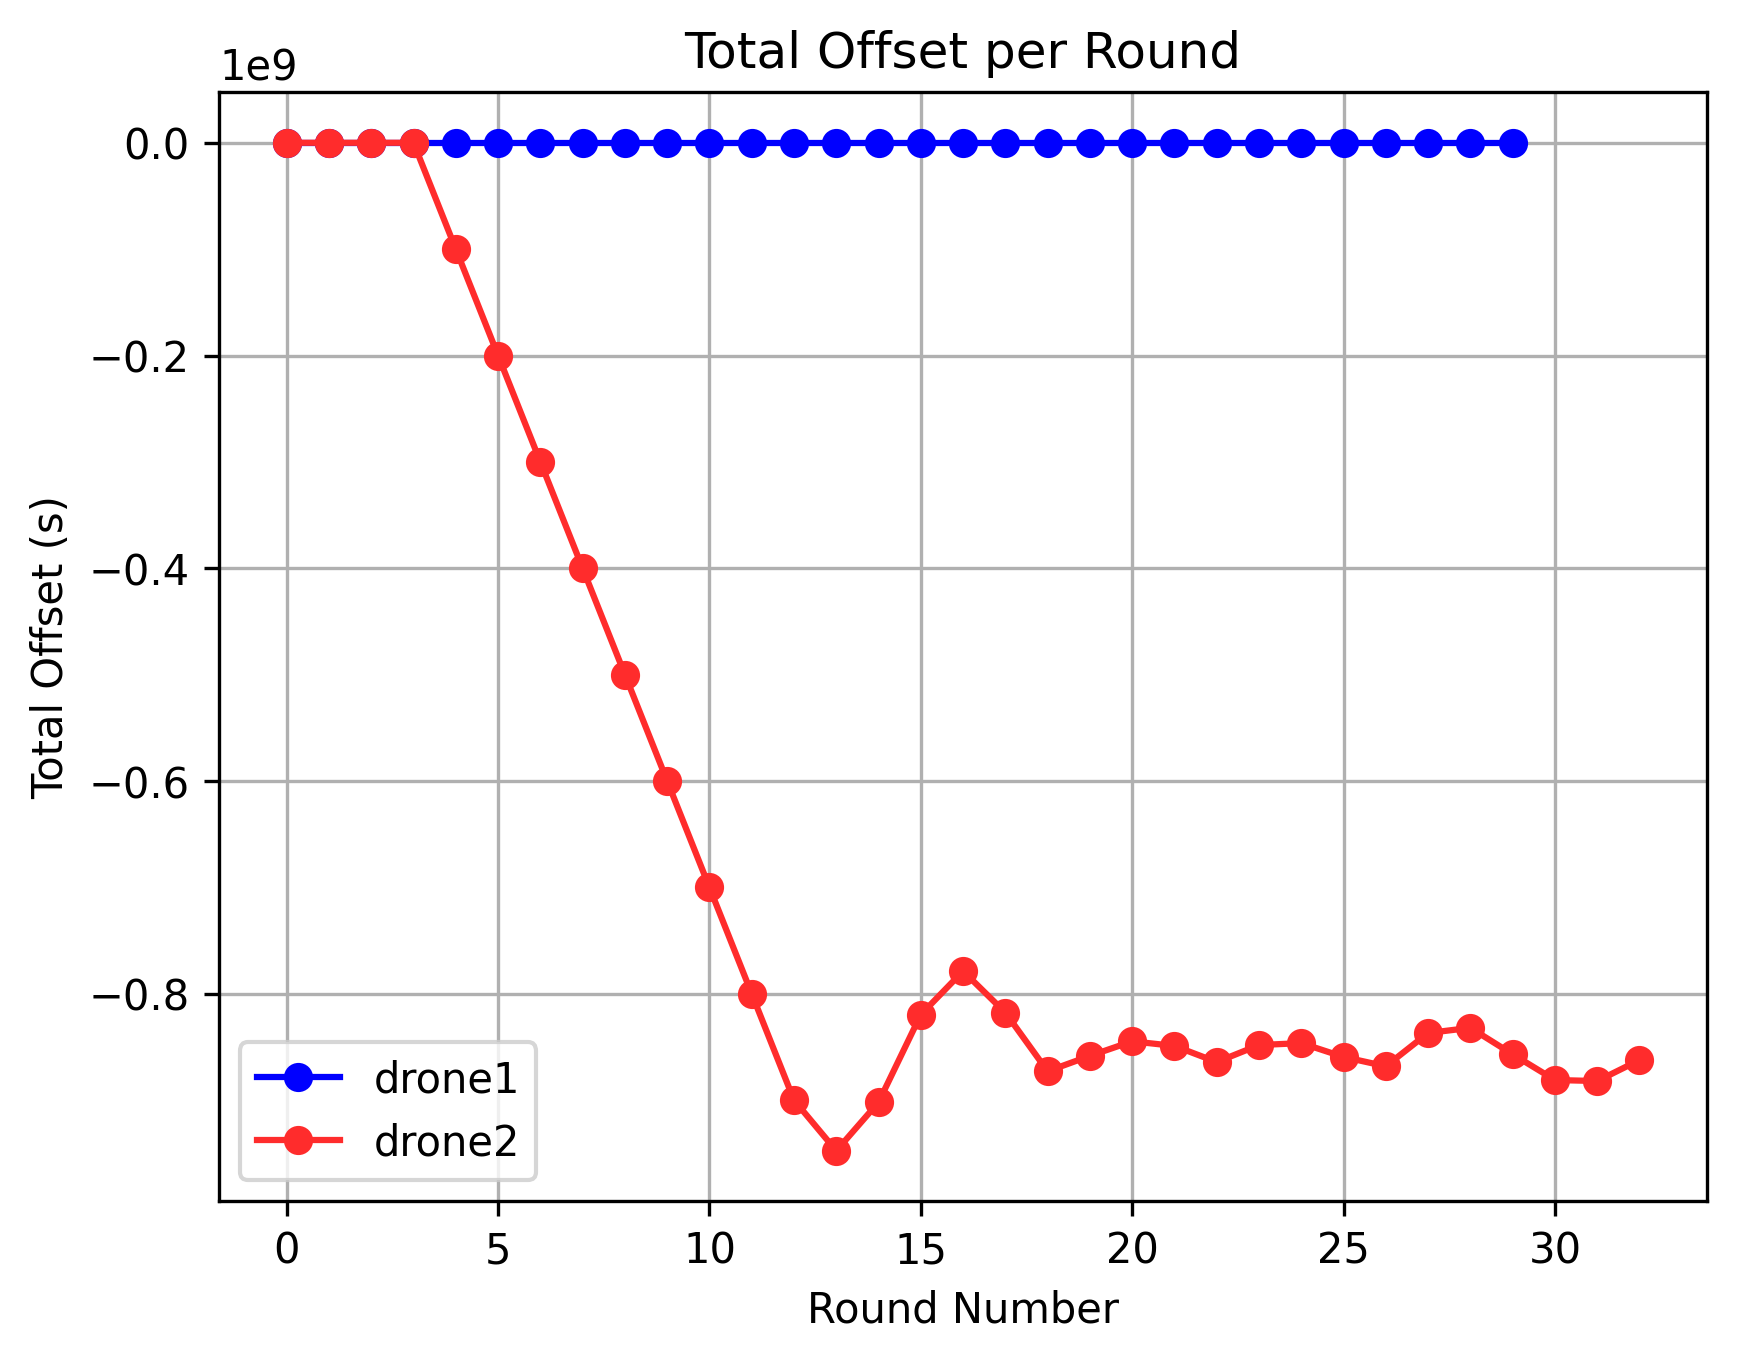 Total Offset per Round
1e9
0.0
−0.2
−0.4
−0.6
−0.8
Total Offset (s)
drone1
drone2
0 5 10 15 20 25 30
Round Number